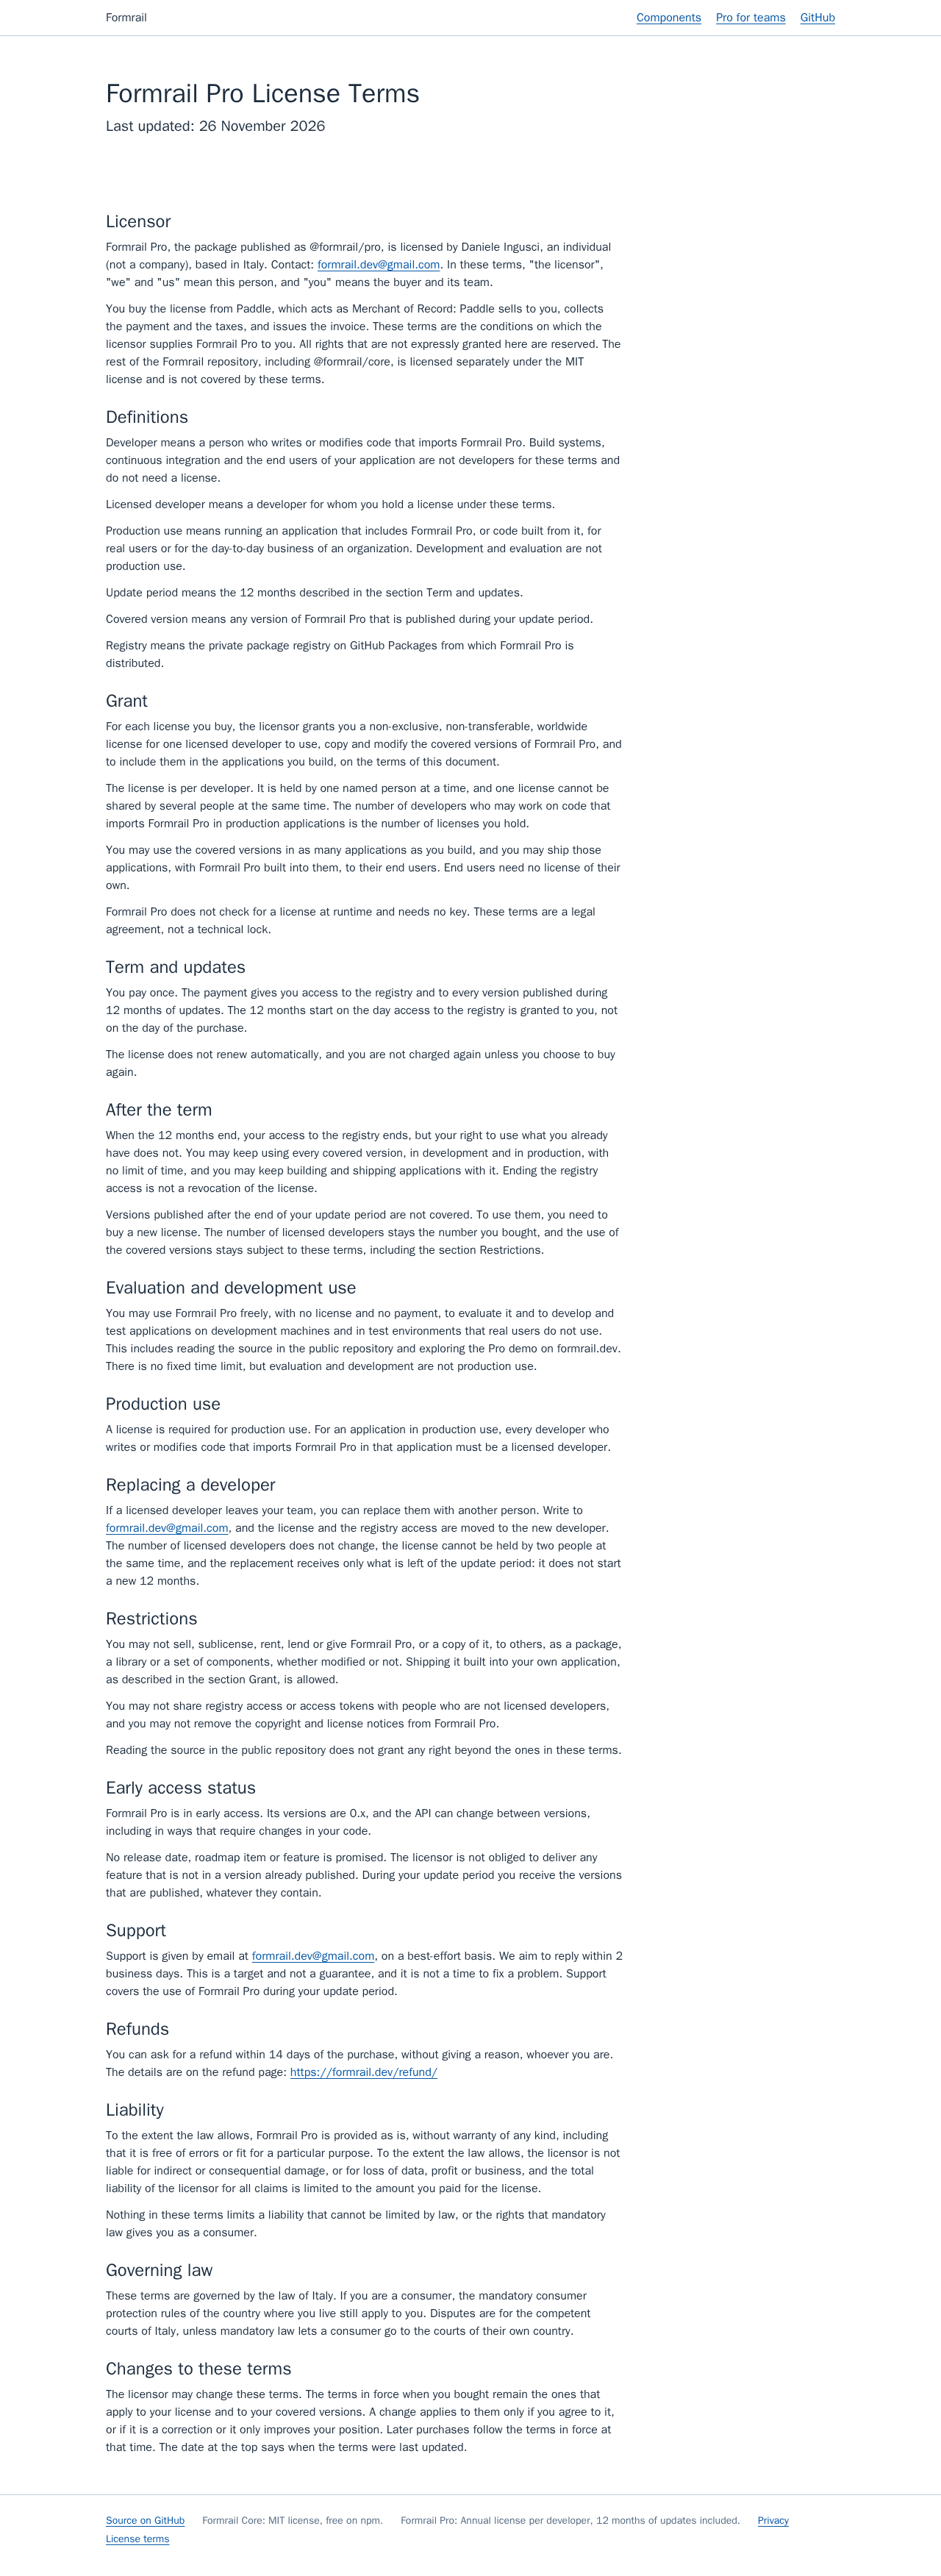 Formrail
Components
Pro for teams
GitHub
Formrail Pro License Terms
Last updated: 26 November 2026
Licensor
Formrail Pro, the package published as @formrail/pro, is licensed by Daniele Ingusci, an individual
(not a company), based in Italy. Contact: formrail.dev@gmail.com. In these terms, "the licensor",
"we" and "us" mean this person, and "you" means the buyer and its team.
You buy the license from Paddle, which acts as Merchant of Record: Paddle sells to you, collects
the payment and the taxes, and issues the invoice. These terms are the conditions on which the
licensor supplies Formrail Pro to you. All rights that are not expressly granted here are reserved. The
rest of the Formrail repository, including @formrail/core, is licensed separately under the MIT
license and is not covered by these terms.
Definitions
Developer means a person who writes or modifies code that imports Formrail Pro. Build systems,
continuous integration and the end users of your application are not developers for these terms and
do not need a license.
Licensed developer means a developer for whom you hold a license under these terms.
Production use means running an application that includes Formrail Pro, or code built from it, for
real users or for the day-to-day business of an organization. Development and evaluation are not
production use.
Update period means the 12 months described in the section Term and updates.
Covered version means any version of Formrail Pro that is published during your update period.
Registry means the private package registry on GitHub Packages from which Formrail Pro is
distributed.
Grant
For each license you buy, the licensor grants you a non-exclusive, non-transferable, worldwide
license for one licensed developer to use, copy and modify the covered versions of Formrail Pro, and
to include them in the applications you build, on the terms of this document.
The license is per developer. It is held by one named person at a time, and one license cannot be
shared by several people at the same time. The number of developers who may work on code that
imports Formrail Pro in production applications is the number of licenses you hold.
You may use the covered versions in as many applications as you build, and you may ship those
applications, with Formrail Pro built into them, to their end users. End users need no license of their
own.
Formrail Pro does not check for a license at runtime and needs no key. These terms are a legal
agreement, not a technical lock.
Term and updates
You pay once. The payment gives you access to the registry and to every version published during
12 months of updates. The 12 months start on the day access to the registry is granted to you, not
on the day of the purchase.
The license does not renew automatically, and you are not charged again unless you choose to buy
again.
After the term
When the 12 months end, your access to the registry ends, but your right to use what you already
have does not. You may keep using every covered version, in development and in production, with
no limit of time, and you may keep building and shipping applications with it. Ending the registry
access is not a revocation of the license.
Versions published after the end of your update period are not covered. To use them, you need to
buy a new license. The number of licensed developers stays the number you bought, and the use of
the covered versions stays subject to these terms, including the section Restrictions.
Evaluation and development use
You may use Formrail Pro freely, with no license and no payment, to evaluate it and to develop and
test applications on development machines and in test environments that real users do not use.
This includes reading the source in the public repository and exploring the Pro demo on formrail.dev.
There is no fixed time limit, but evaluation and development are not production use.
Production use
A license is required for production use. For an application in production use, every developer who
writes or modifies code that imports Formrail Pro in that application must be a licensed developer.
Replacing a developer
If a licensed developer leaves your team, you can replace them with another person. Write to
formrail.dev@gmail.com, and the license and the registry access are moved to the new developer.
The number of licensed developers does not change, the license cannot be held by two people at
the same time, and the replacement receives only what is left of the update period: it does not start
a new 12 months.
Restrictions
You may not sell, sublicense, rent, lend or give Formrail Pro, or a copy of it, to others, as a package,
a library or a set of components, whether modified or not. Shipping it built into your own application,
as described in the section Grant, is allowed.
You may not share registry access or access tokens with people who are not licensed developers,
and you may not remove the copyright and license notices from Formrail Pro.
Reading the source in the public repository does not grant any right beyond the ones in these terms.
Early access status
Formrail Pro is in early access. Its versions are 0.x, and the API can change between versions,
including in ways that require changes in your code.
No release date, roadmap item or feature is promised. The licensor is not obliged to deliver any
feature that is not in a version already published. During your update period you receive the versions
that are published, whatever they contain.
Support
Support is given by email at formrail.dev@gmail.com, on a best-effort basis. We aim to reply within 2
business days. This is a target and not a guarantee, and it is not a time to fix a problem. Support
covers the use of Formrail Pro during your update period.
Refunds
You can ask for a refund within 14 days of the purchase, without giving a reason, whoever you are.
The details are on the refund page: https://formrail.dev/refund/
Liability
To the extent the law allows, Formrail Pro is provided as is, without warranty of any kind, including
that it is free of errors or fit for a particular purpose. To the extent the law allows, the licensor is not
liable for indirect or consequential damage, or for loss of data, profit or business, and the total
liability of the licensor for all claims is limited to the amount you paid for the license.
Nothing in these terms limits a liability that cannot be limited by law, or the rights that mandatory
law gives you as a consumer.
Governing law
These terms are governed by the law of Italy. If you are a consumer, the mandatory consumer
protection rules of the country where you live still apply to you. Disputes are for the competent
courts of Italy, unless mandatory law lets a consumer go to the courts of their own country.
Changes to these terms
The licensor may change these terms. The terms in force when you bought remain the ones that
apply to your license and to your covered versions. A change applies to them only if you agree to it,
or if it is a correction or it only improves your position. Later purchases follow the terms in force at
that time. The date at the top says when the terms were last updated.
Source on GitHub
Formrail Core: MIT license, free on npm.
Formrail Pro: Annual license per developer, 12 months of updates included.
Privacy
License terms